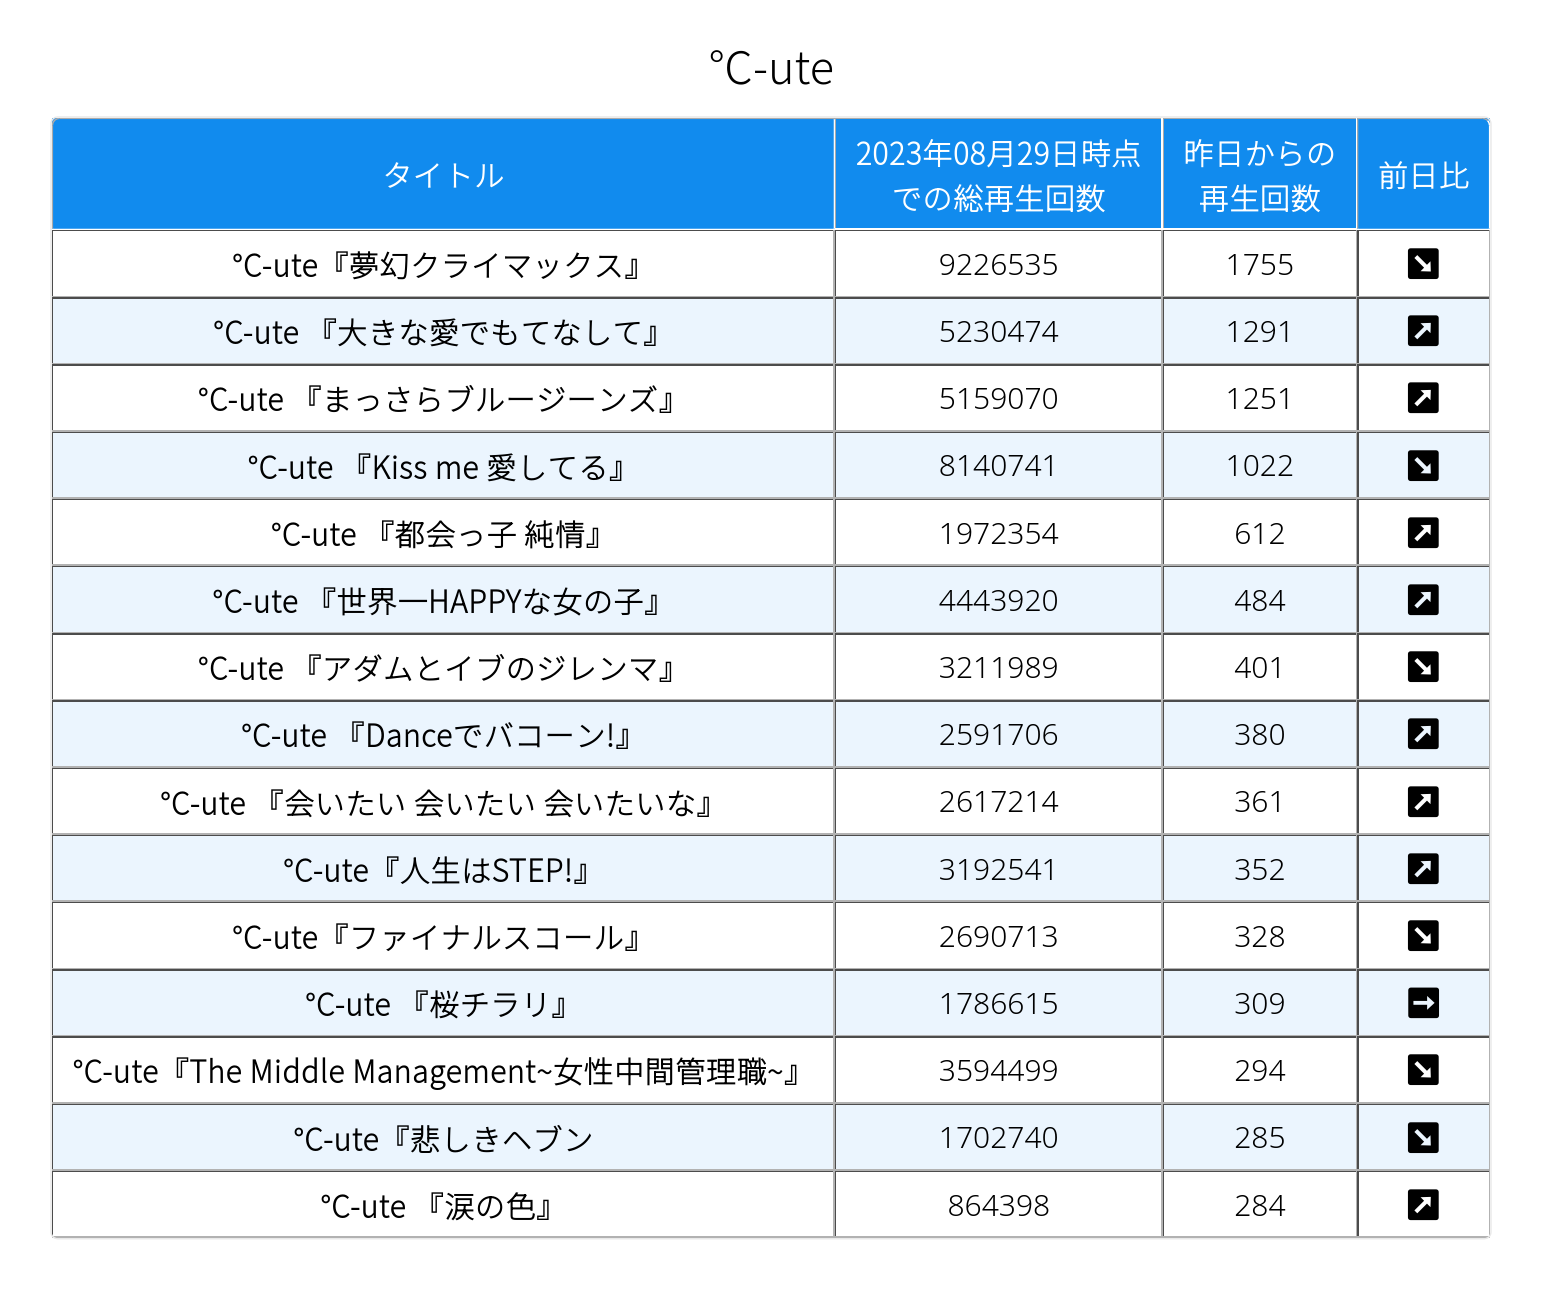 ℃-ute
タイトル
2023年08月29日時点
での総再生回数
昨日からの
再生回数
前日比
℃-ute『夢幻クライマックス』 9226535 1755 ↘
℃-ute 『大きな愛でもてなして』 5230474 1291 ↗
℃-ute 『まっさらブルージーンズ』 5159070 1251 ↗
℃-ute 『Kiss me 愛してる』 8140741 1022 ↘
℃-ute 『都会っ子 純情』 1972354 612 ↗
℃-ute 『世界一HAPPYな女の子』 4443920 484 ↗
℃-ute 『アダムとイブのジレンマ』 3211989 401 ↘
℃-ute 『Danceでバコーン!』 2591706 380 ↗
℃-ute 『会いたい 会いたい 会いたいな』 2617214 361 ↗
℃-ute『人生はSTEP!』 3192541 352 ↗
℃-ute『ファイナルスコール』 2690713 328 ↘
℃-ute 『桜チラリ』 1786615 309 →
℃-ute『The Middle Management~女性中間管理職~』 3594499 294 ↘
℃-ute『悲しきヘブン 1702740 285 ↘
℃-ute 『涙の色』 864398 284 ↗